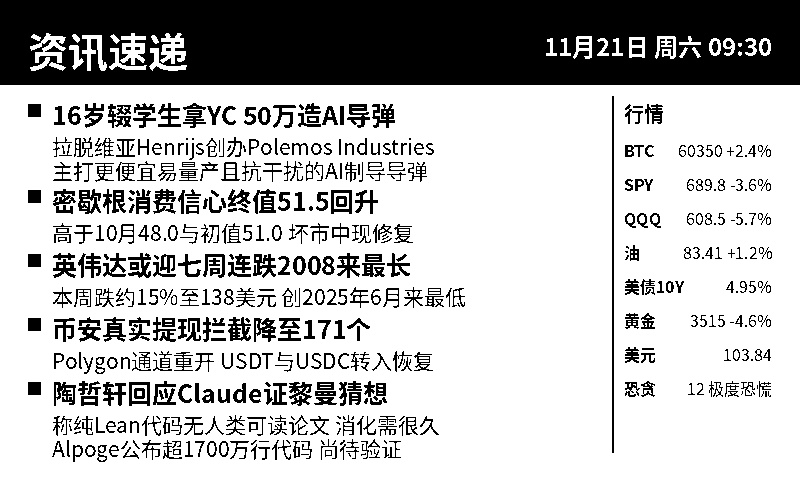 资讯速递
11月21日 周六 09:30
16岁辍学生拿YC 50万造AI导弹
拉脱维亚Henrijs创办Polemos Industries
主打更便宜易量产且抗干扰的AI制导导弹
密歇根消费信心终值51.5回升
高于10月48.0与初值51.0 坏市中现修复
英伟达或迎七周连跌2008来最长
本周跌约15%至138美元 创2025年6月来最低
币安真实提现拦截降至171个
Polygon通道重开 USDT与USDC转入恢复
陶哲轩回应Claude证黎曼猜想
称纯Lean代码无人类可读论文 消化需很久
Alpoge公布超1700万行代码 尚待验证
行情
BTC 60350 +2.4%
SPY 689.8 -3.6%
QQQ 608.5 -5.7%
油 83.41 +1.2%
美债10Y 4.95%
黄金 3515 -4.6%
美元 103.84
恐贪 12 极度恐慌